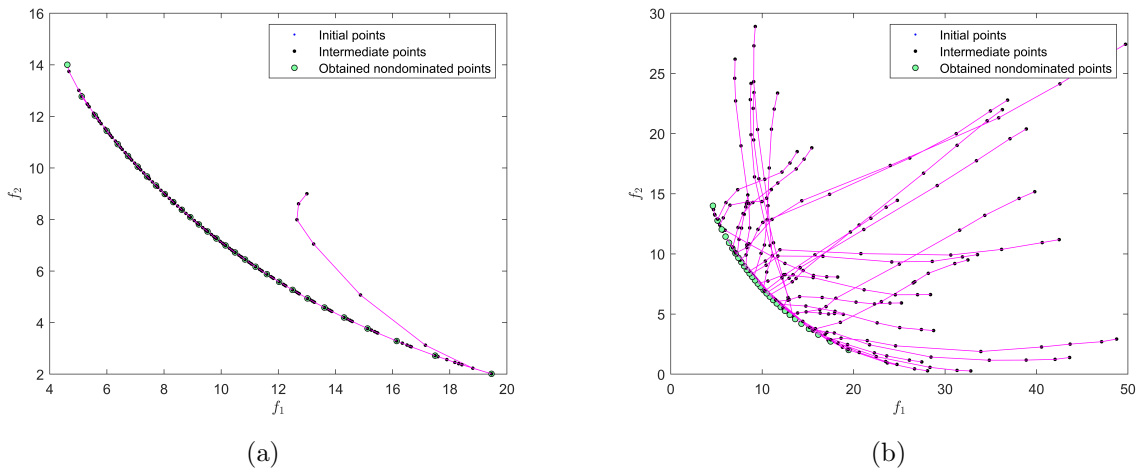 16
14
12
10
8
6
4
2
4
6
8
10
12
14
16
18
20
f₂
f₁
Initial points
Intermediate points
Obtained nondominated points
(a)
30
25
20
15
10
5
0
0
10
20
30
40
50
f₂
f₁
Initial points
Intermediate points
Obtained nondominated points
(b)